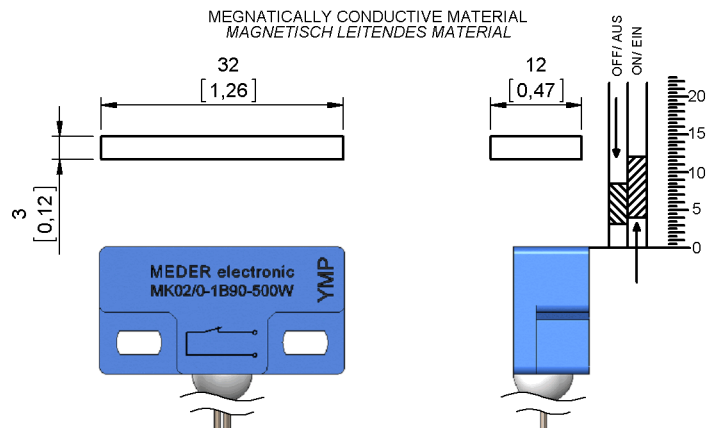 MEGNATICALLY CONDUCTIVE MATERIAL
MAGNETISCH LEITENDES MATERIAL
32
[1,26]
12
[0,47]
OFF/ AUS
ON/ EIN
20
15
10
5
0
3
[0,12]
MEDER electronic
MK02/0-1B90-500W
YMP